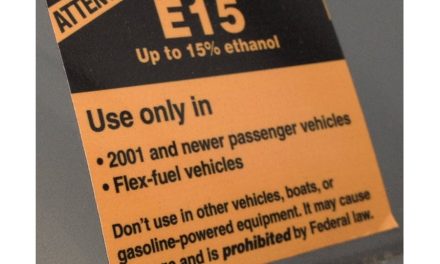 ATTEN
E15
Up to 15% ethanol
Use only in
• 2001 and newer passenger vehicles
• Flex-fuel vehicles
Don't use in other vehicles, boats, or
gasoline-powered equipment. It may cause
and is prohibited by Federal law.